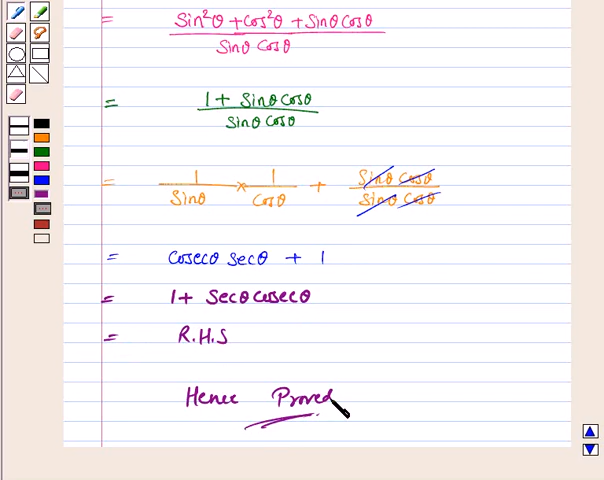 = Sin²θ + Cos²θ + Sinθ Cosθ / Sinθ Cosθ
= 1 + Sinθ Cosθ / Sinθ Cosθ
= 1 / Sinθ × 1 / Cosθ + Sinθ Cosθ / Sinθ Cosθ
= Cosecθ Secθ + 1
= 1 + Secθ Cosecθ
= R.H.S
Hence Proved